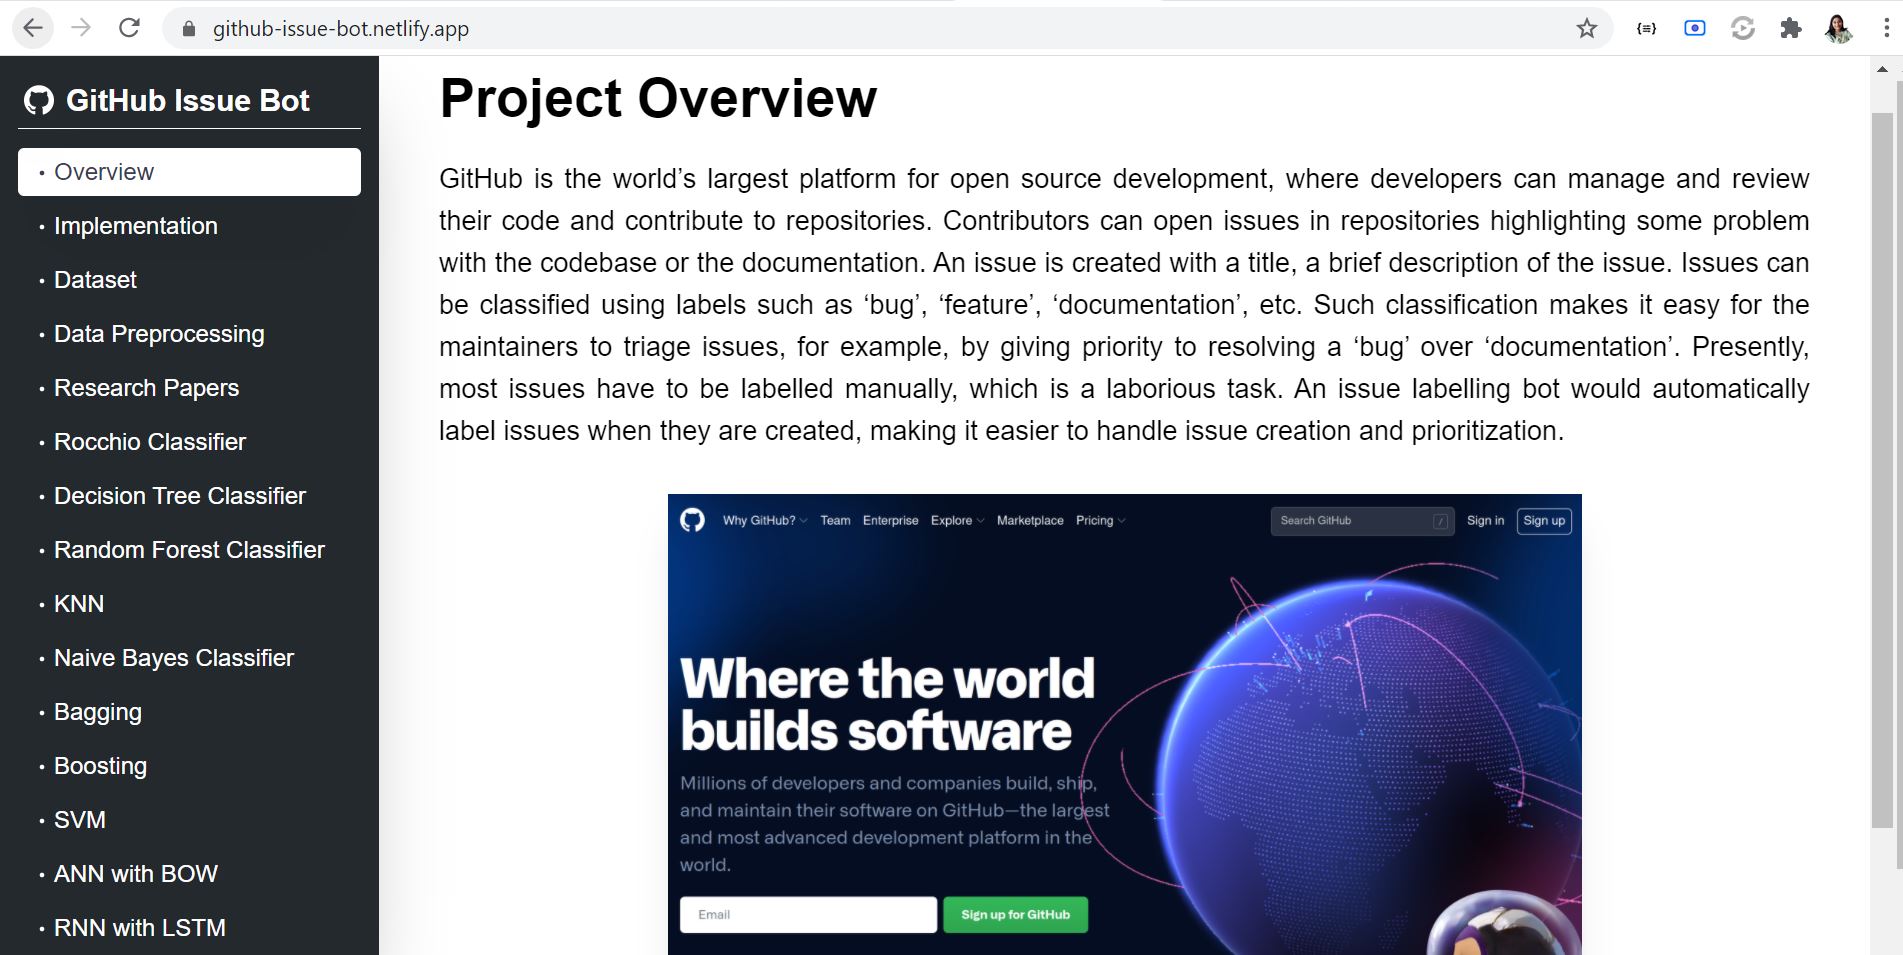 github-issue-bot.netlify.app
GitHub Issue Bot
Overview
Implementation
Dataset
Data Preprocessing
Research Papers
Rocchio Classifier
Decision Tree Classifier
Random Forest Classifier
KNN
Naive Bayes Classifier
Bagging
Boosting
SVM
ANN with BOW
RNN with LSTM
Project Overview
GitHub is the world’s largest platform for open source development, where developers can manage and review
their code and contribute to repositories. Contributors can open issues in repositories highlighting some problem
with the codebase or the documentation. An issue is created with a title, a brief description of the issue. Issues can
be classified using labels such as ‘bug’, ‘feature’, ‘documentation’, etc. Such classification makes it easy for the
maintainers to triage issues, for example, by giving priority to resolving a ‘bug’ over ‘documentation’. Presently,
most issues have to be labelled manually, which is a laborious task. An issue labelling bot would automatically
label issues when they are created, making it easier to handle issue creation and prioritization.
Why GitHub? Team Enterprise Explore Marketplace Pricing Search GitHub / Sign in Sign up
Where the world
builds software
Millions of developers and companies build, ship,
and maintain their software on GitHub—the largest
and most advanced development platform in the
world.
Email Sign up for GitHub